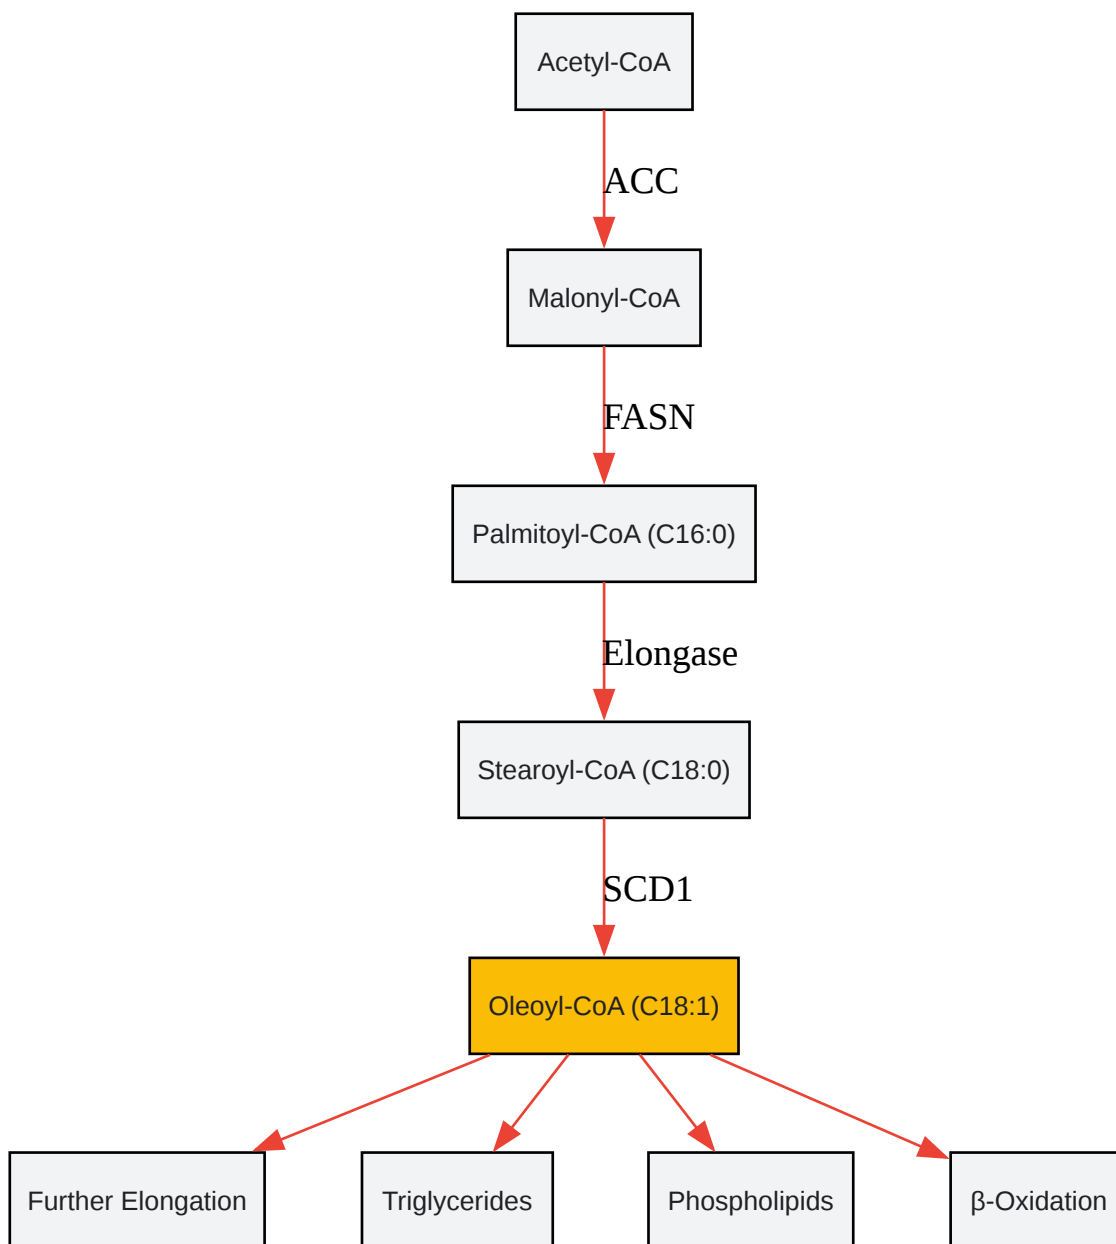 Acetyl-CoA
ACC
Malonyl-CoA
FASN
Palmitoyl-CoA (C16:0)
Elongase
Stearoyl-CoA (C18:0)
SCD1
Oleoyl-CoA (C18:1)
Further Elongation
Triglycerides
Phospholipids
β-Oxidation